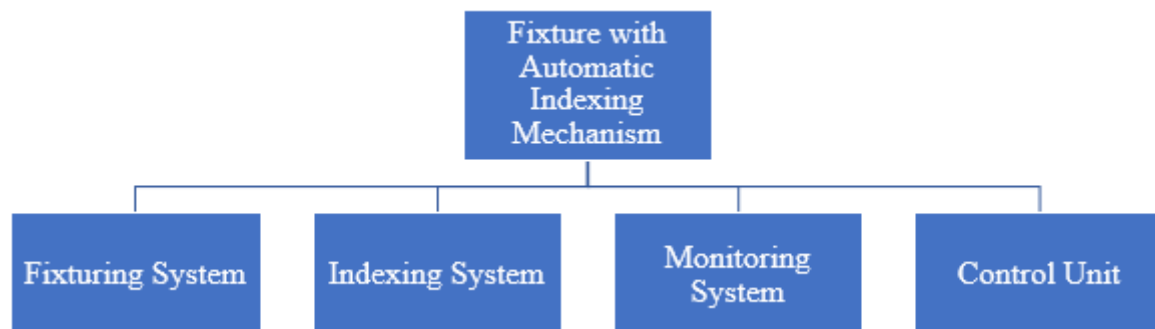 Fixture with
Automatic
Indexing
Mechanism
Fixturing System
Indexing System
Monitoring
System
Control Unit